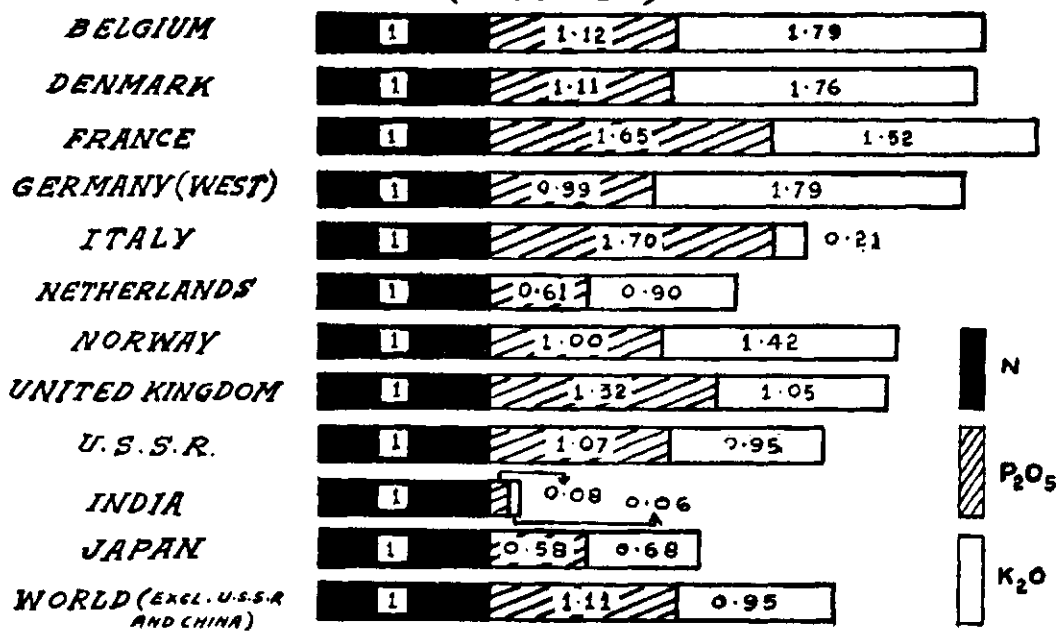 BELGIUM 1 1.12 1.79
DENMARK 1 1.11 1.76
FRANCE 1 1.65 1.52
GERMANY(WEST) 1 0.99 1.79
ITALY 1 1.70 0.21
NETHERLANDS 1 0.61 0.90
NORWAY 1 1.00 1.42
UNITED KINGDOM 1 1.32 1.05
U.S.S.R. 1 1.07 0.95
INDIA 1 0.08 0.06
JAPAN 1 0.58 0.68
WORLD (EXCL. U.S.S.R 1 1.11 0.95
AND CHINA)
N
P₂O₅
K₂O